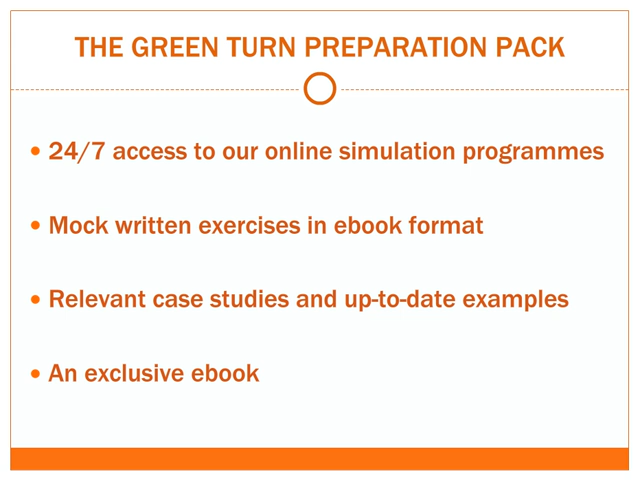 THE GREEN TURN PREPARATION PACK
• 24/7 access to our online simulation programmes
• Mock written exercises in ebook format
• Relevant case studies and up-to-date examples
• An exclusive ebook